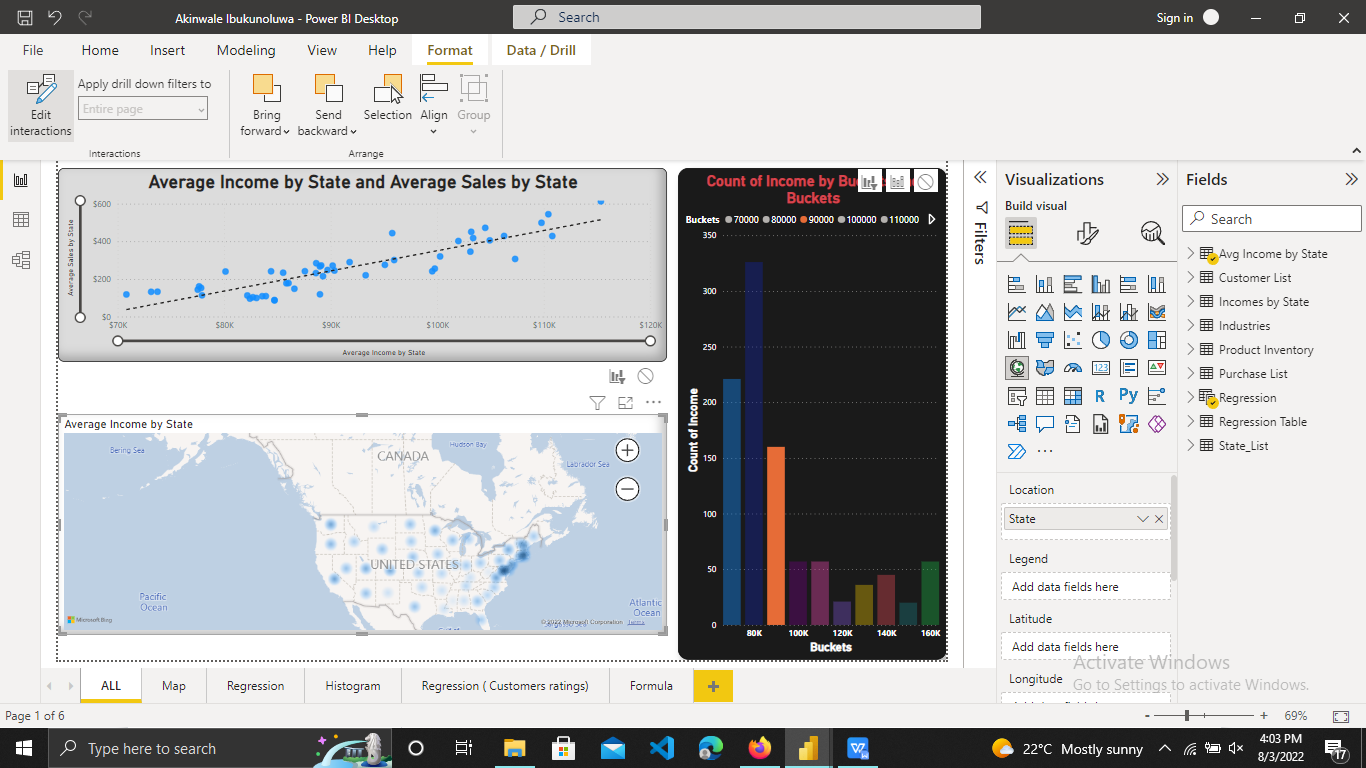 Akinwale Ibukunoluwa - Power BI Desktop
Search
Sign in
File
Home
Insert
Modeling
View
Help
Format
Data / Drill
Edit
interactions
Apply drill down filters to
Entire page
Interactions
Bring
forward
Send
backward
Selection
Align
Group
Arrange
Average Income by State and Average Sales by State
Average Sales by State
$600
$400
$200
$0
$70K
$80K
$90K
$100K
$110K
$120K
Average Income by State
Average Income by State
Bering Sea
Hudson Bay
CANADA
Labrador Sea
UNITED STATES
Pacific
Ocean
Atlantic
Ocean
Microsoft Bing
© 2022 Microsoft Corporation
Terms
Count of Income by
Buckets
Buckets
70000
80000
90000
100000
110000
Count of Income
350
300
250
200
150
100
50
0
80K
100K
120K
140K
160K
Buckets
Filters
Visualizations
Build visual
R
Py
123
Location
State
Legend
Add data fields here
Latitude
Add data fields here
Longitude
Fields
Search
Avg Income by State
Customer List
Incomes by State
Industries
Product Inventory
Purchase List
Regression
Regression Table
State_List
Activate Windows
Go to Settings to activate Windows.
ALL
Map
Regression
Histogram
Regression ( Customers ratings)
Formula
Page 1 of 6
-
+
69%
Type here to search
22°C Mostly sunny
4:03 PM
8/3/2022
17